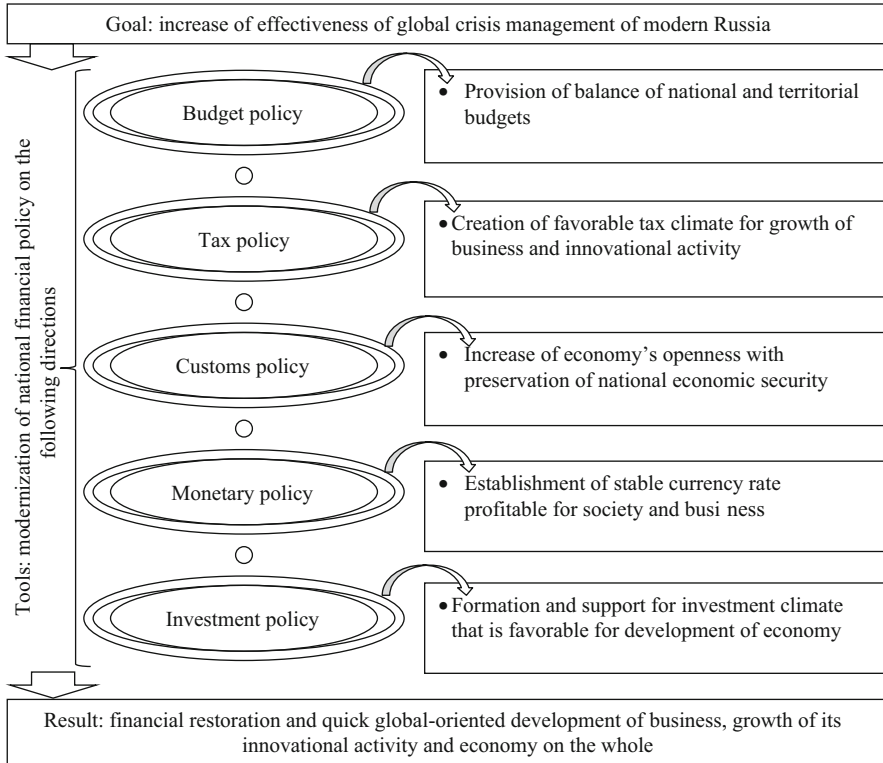 Goal: increase of effectiveness of global crisis management of modern Russia
Tools: modernization of national financial policy on the
following directions
Budget policy
• Provision of balance of national and territorial
budgets
Tax policy
• Creation of favorable tax climate for growth of
business and innovational activity
Customs policy
• Increase of economy's openness with
preservation of national economic security
Monetary policy
• Establishment of stable currency rate
profitable for society and busi ness
Investment policy
• Formation and support for investment climate
that is favorable for development of economy
Result: financial restoration and quick global-oriented development of business, growth of its
innovational activity and economy on the whole